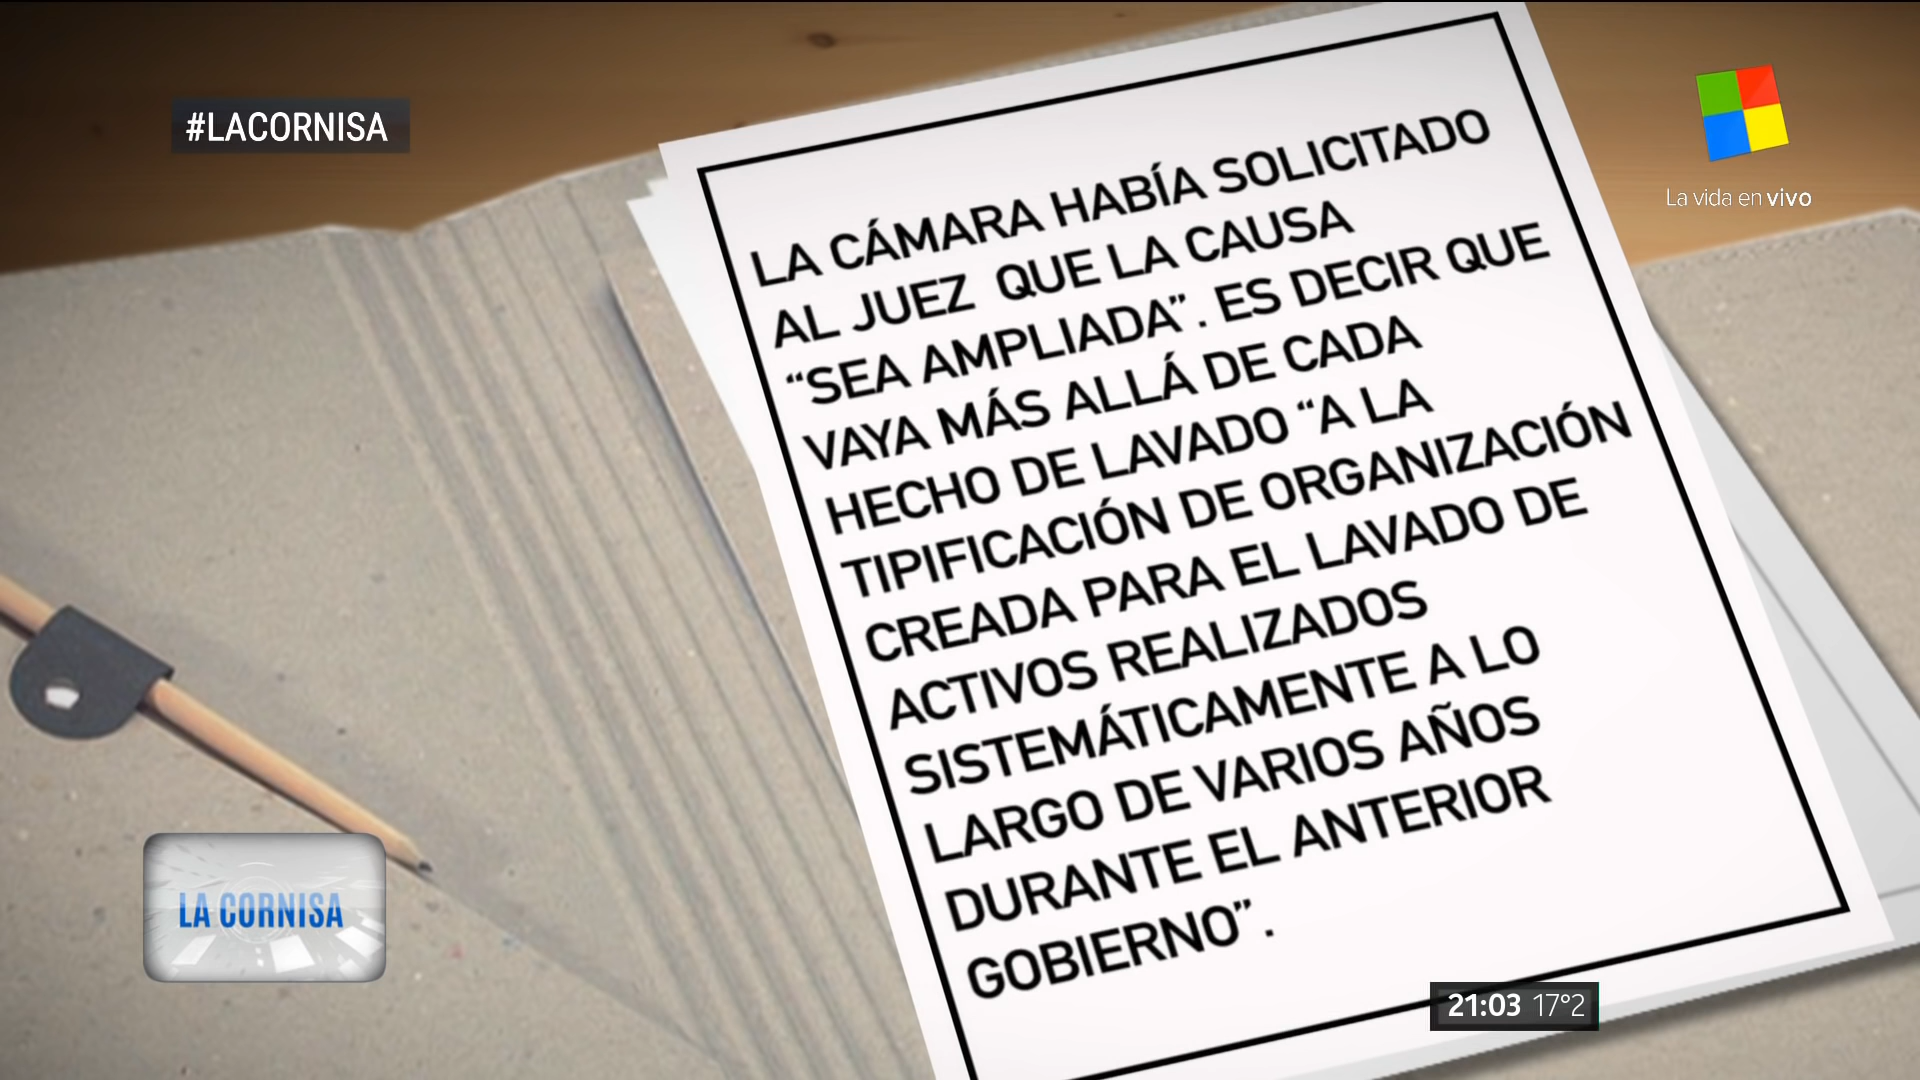 #LACORNISA
La vida en vivo
LA CÁMARA HABÍA SOLICITADO
AL JUEZ QUE LA CAUSA
“SEA AMPLIADA”. ES DECIR QUE
VAYA MÁS ALLÁ DE CADA
HECHO DE LAVADO “A LA
TIPIFICACIÓN DE ORGANIZACIÓN
CREADA PARA EL LAVADO DE
ACTIVOS REALIZADOS
SISTEMÁTICAMENTE A LO
LARGO DE VARIOS AÑOS
DURANTE EL ANTERIOR
GOBIERNO”.
LA CORNISA
21:03 17°2